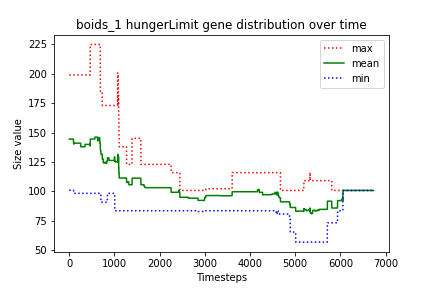 boids_1 hungerLimit gene distribution over time
225
200
175
150
125
100
75
50
Size value
max
mean
min
0
1000
2000
3000
4000
5000
6000
7000
Timesteps